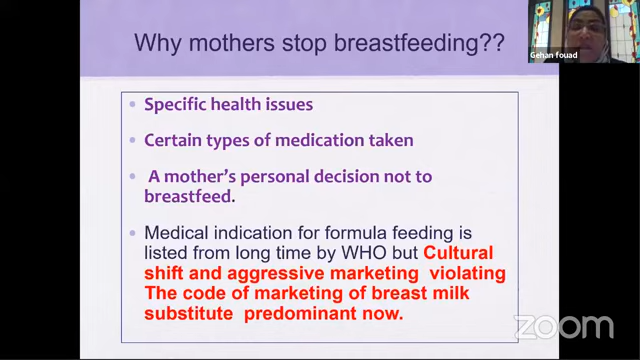 Why mothers stop breastfeeding??
Gehan fouad
• Specific health issues
• Certain types of medication taken
• A mother's personal decision not to
breastfeed.
• Medical indication for formula feeding is
listed from long time by WHO but Cultural
shift and aggressive marketing violating
The code of marketing of breast milk
substitute predominant now.
zoom